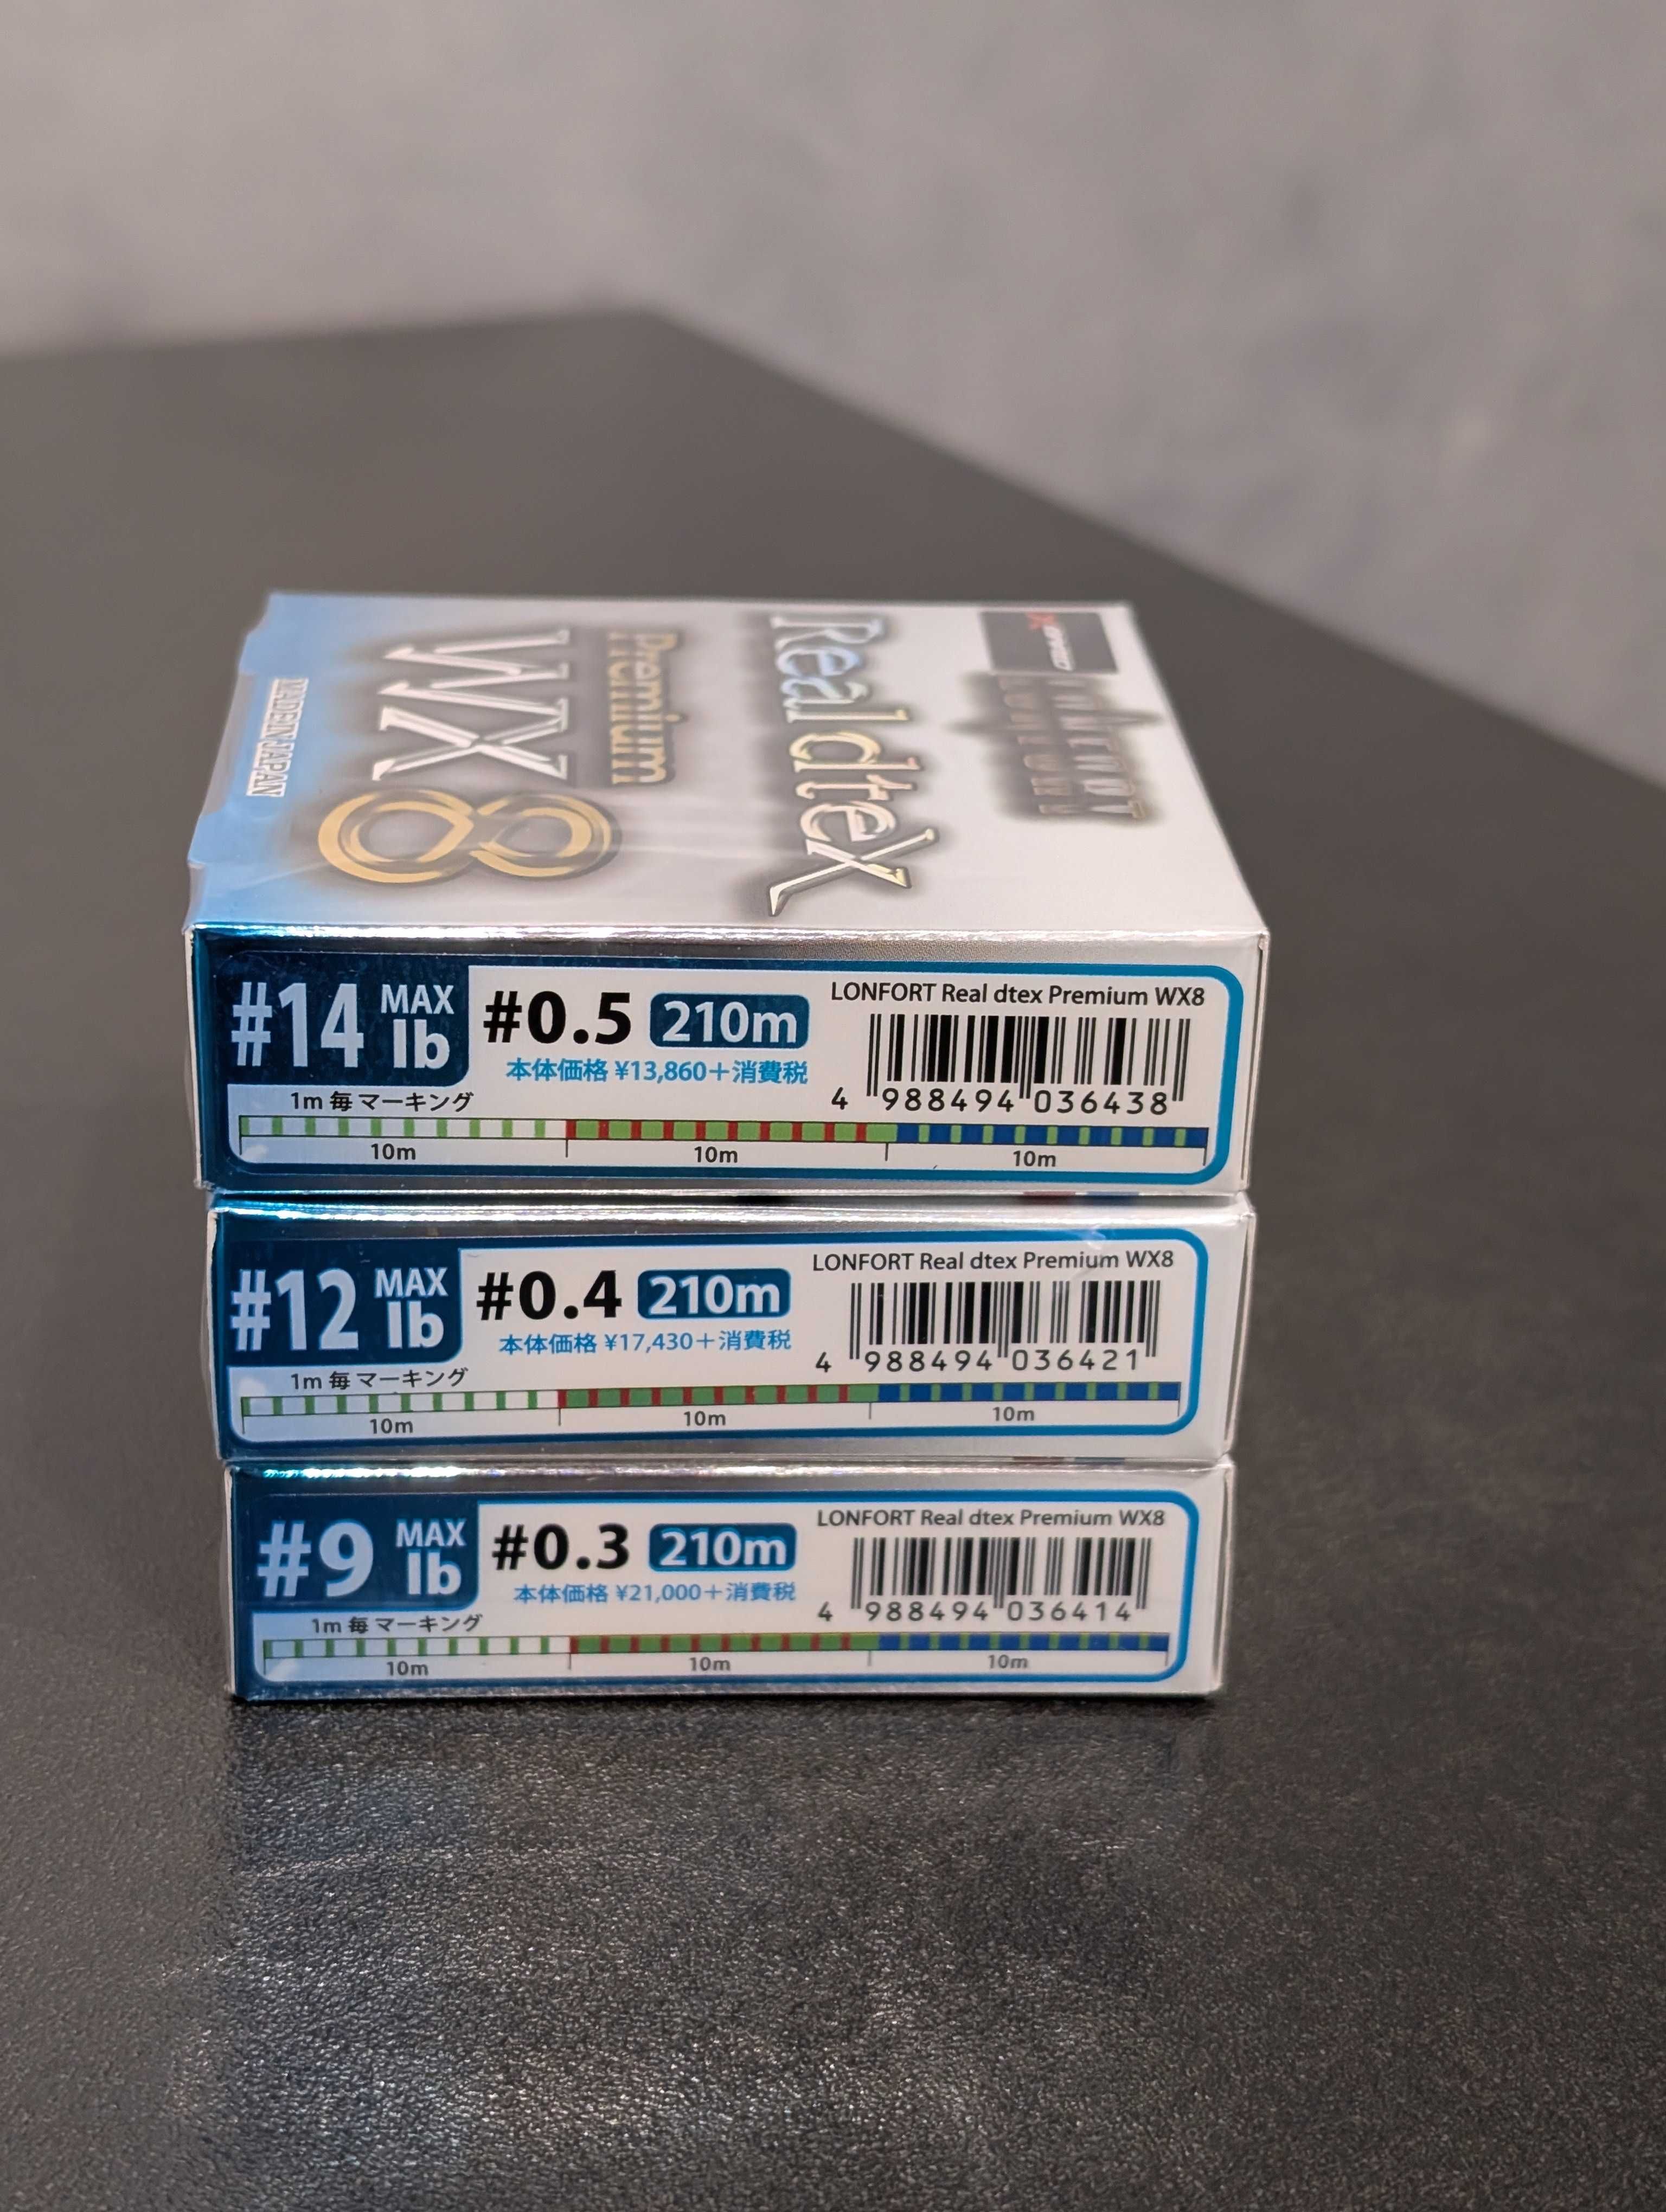 Real dtex
Premium
WX8
MADE IN JAPAN
#14 MAX lb
#0.5 210m
本体価格 ¥13,860+消費税
LONFORT Real dtex Premium WX8
4 988494 036438
1m 毎 マーキング
10m 10m 10m
#12 MAX lb
#0.4 210m
本体価格 ¥17,430+消費税
LONFORT Real dtex Premium WX8
4 988494 036421
1m 毎 マーキング
10m 10m 10m
#9 MAX lb
#0.3 210m
本体価格 ¥21,000+消費税
LONFORT Real dtex Premium WX8
4 988494 036414
1m 毎 マーキング
10m 10m 10m